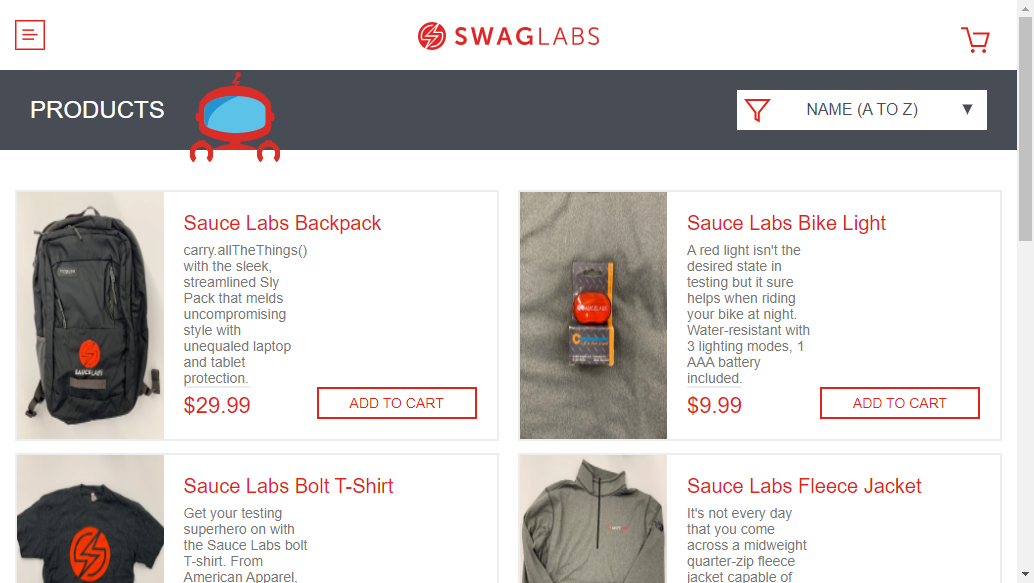 SWAGLABS
PRODUCTS
NAME (A TO Z)
Sauce Labs Backpack
carry.allTheThings()
with the sleek,
streamlined Sly
Pack that melds
uncompromising
style with
unequaled laptop
and tablet
protection.
$29.99
ADD TO CART
SAUCELABS
Sauce Labs Bike Light
A red light isn't the
desired state in
testing but it sure
helps when riding
your bike at night.
Water-resistant with
3 lighting modes, 1
AAA battery
included.
$9.99
ADD TO CART
SAUCELABS
Sauce Labs Bolt T-Shirt
Get your testing
superhero on with
the Sauce Labs bolt
T-shirt. From
American Apparel,
Sauce Labs Fleece Jacket
It's not every day
that you come
across a midweight
quarter-zip fleece
jacket capable of